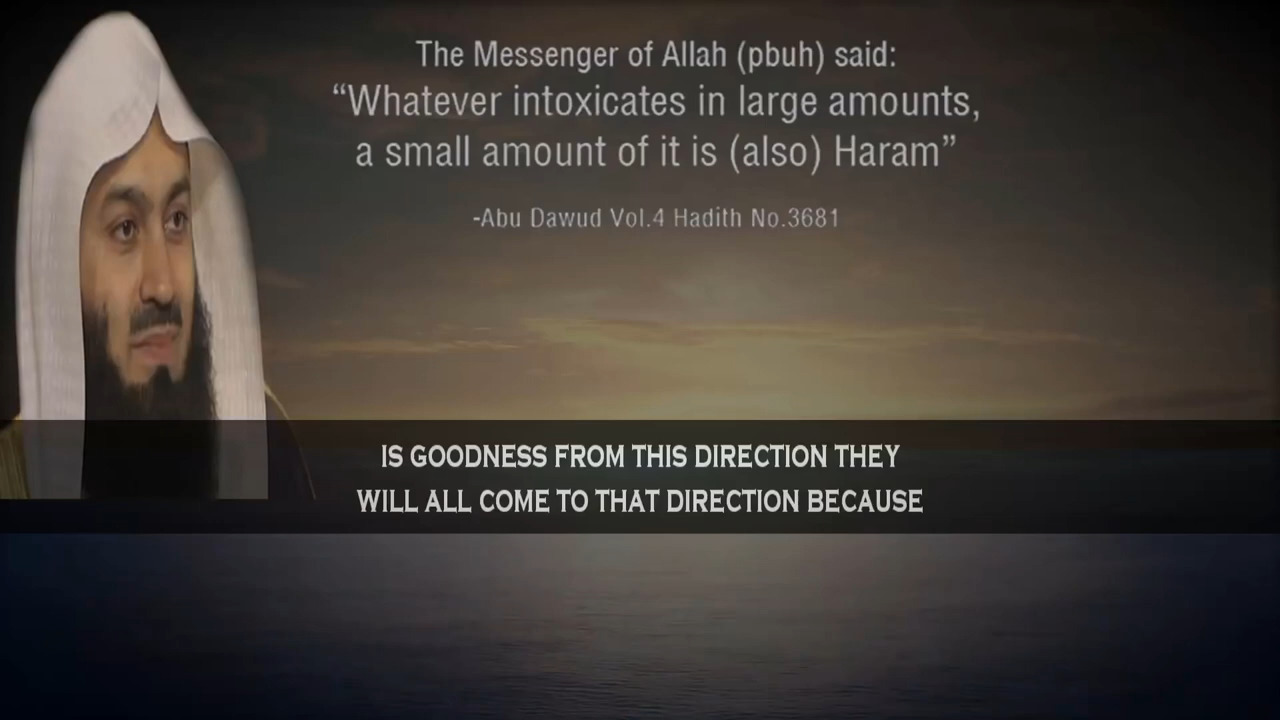 The Messenger of Allah (pbuh) said:
“Whatever intoxicates in large amounts,
a small amount of it is (also) Haram”
-Abu Dawud Vol.4 Hadith No.3681
IS GOODNESS FROM THIS DIRECTION THEY
WILL ALL COME TO THAT DIRECTION BECAUSE